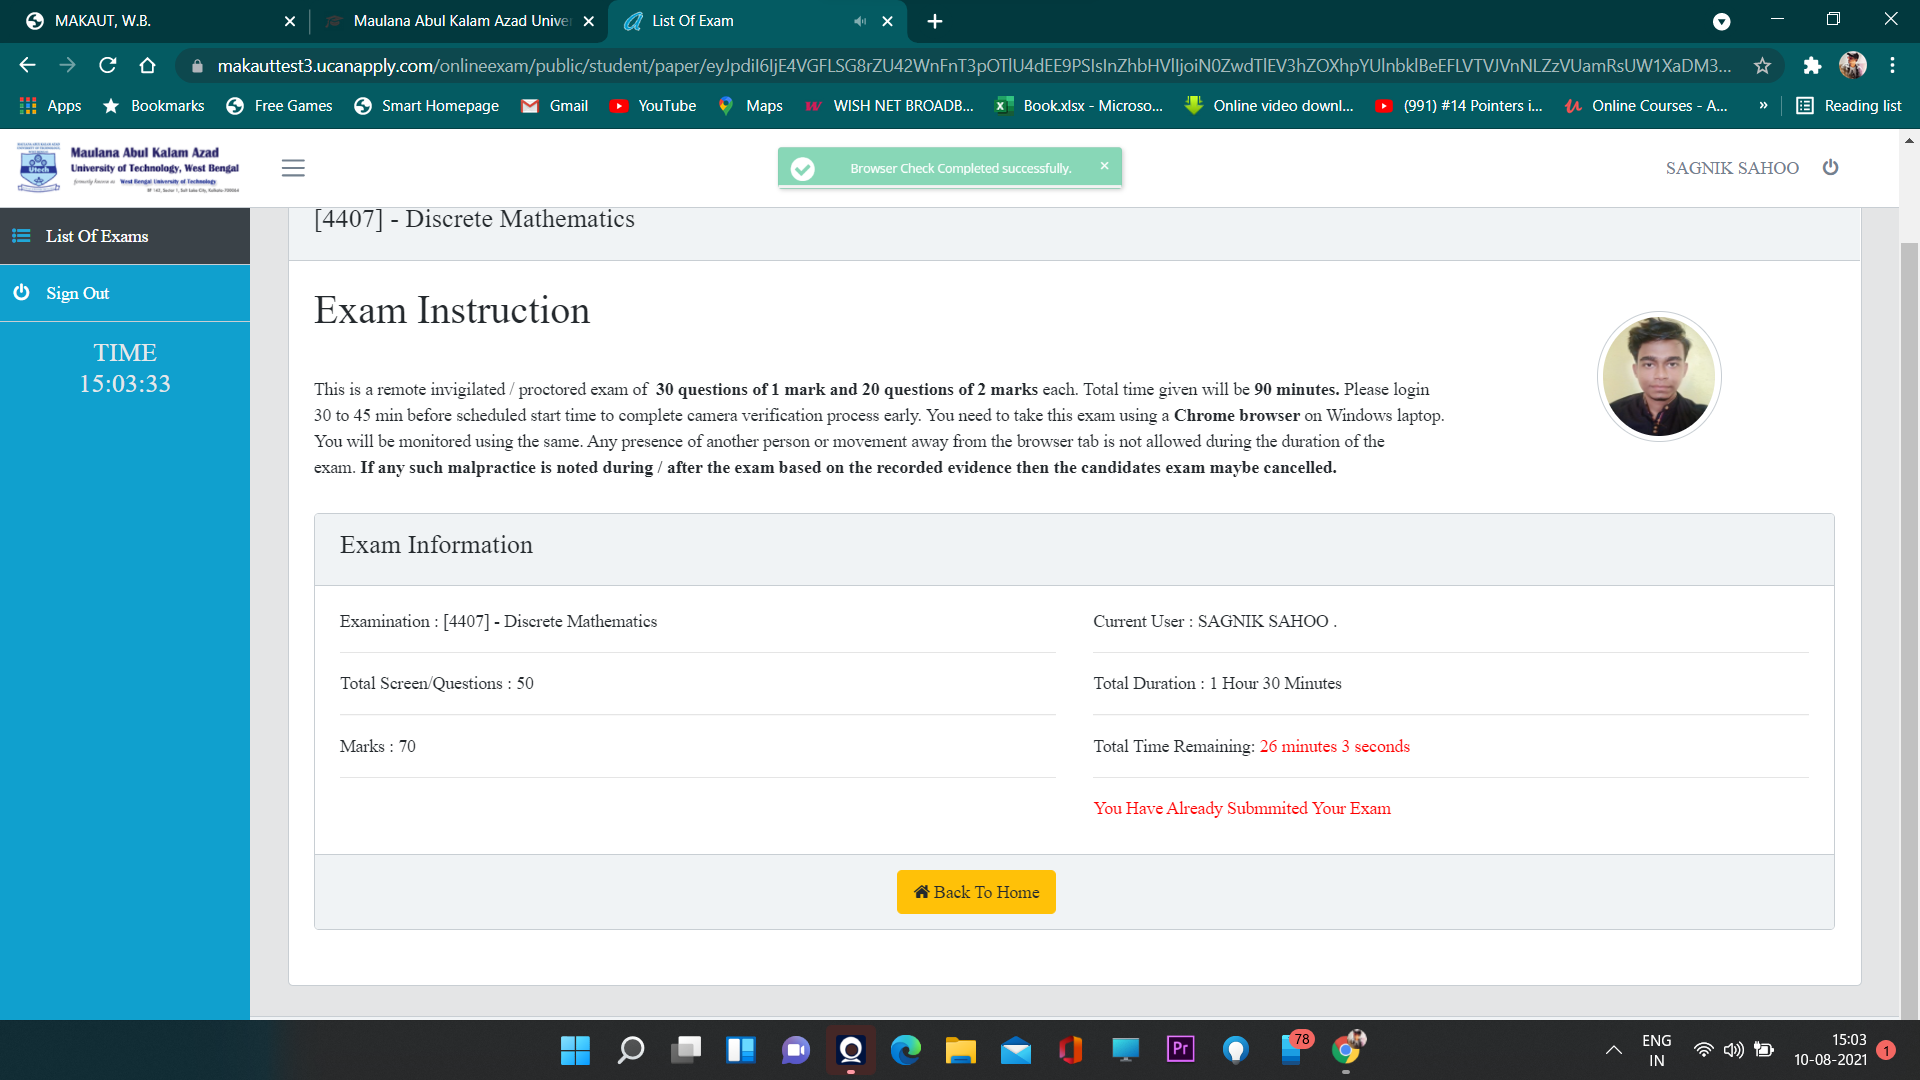 MAKAUT, W.B.
Maulana Abul Kalam Azad Univer
List Of Exam
makauttest3.ucanapply.com/onlineexam/public/student/paper/
Apps
Bookmarks
Free Games
Smart Homepage
Gmail
YouTube
Maps
WISH NET BROADB...
Book.xlsx - Microso...
Online video downl...
(991) #14 Pointers i...
Online Courses - A...
»
Reading list
Maulana Abul Kalam Azad
University of Technology, West Bengal
formerly known as West Bengal University of Technology
Utech
Browser Check Completed successfully.
SAGNIK SAHOO
List Of Exams
Sign Out
TIME
15:03:33
[4407] - Discrete Mathematics
Exam Instruction
This is a remote invigilated / proctored exam of 30 questions of 1 mark and 20 questions of 2 marks each. Total time given will be 90 minutes. Please login
30 to 45 min before scheduled start time to complete camera verification process early. You need to take this exam using a Chrome browser on Windows laptop.
You will be monitored using the same. Any presence of another person or movement away from the browser tab is not allowed during the duration of the
exam. If any such malpractice is noted during / after the exam based on the recorded evidence then the candidates exam maybe cancelled.
Exam Information
Examination : [4407] - Discrete Mathematics
Current User : SAGNIK SAHOO .
Total Screen/Questions : 50
Total Duration : 1 Hour 30 Minutes
Marks : 70
Total Time Remaining: 26 minutes 3 seconds
You Have Already Submmited Your Exam
Back To Home
Pr
78
ENG
IN
15:03
10-08-2021
1